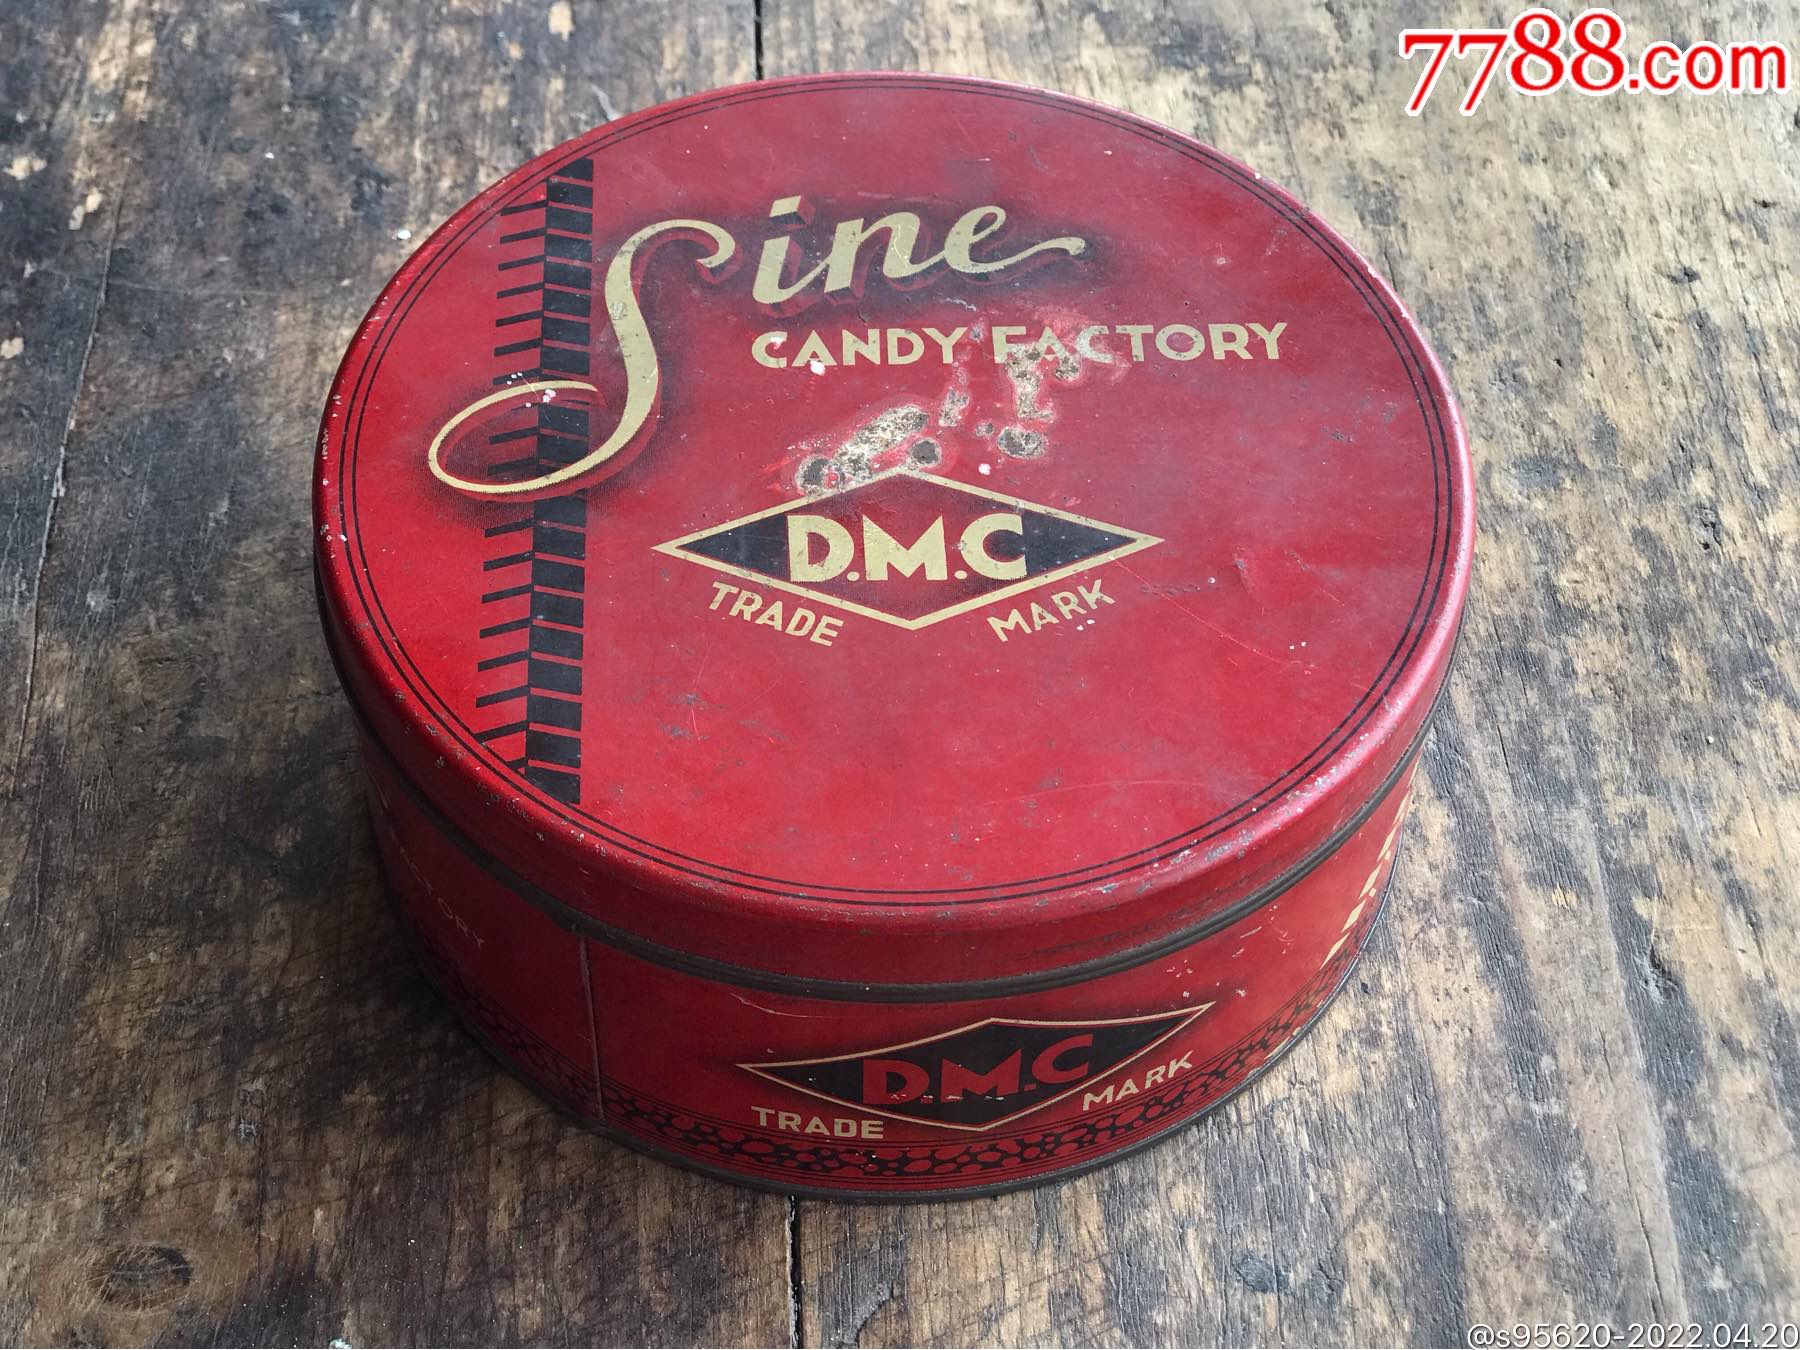 7788.com
Sine
CANDY FACTORY
D.M.C
TRADE MARK
D.M.C
TRADE MARK
@s95620-2022.04.20